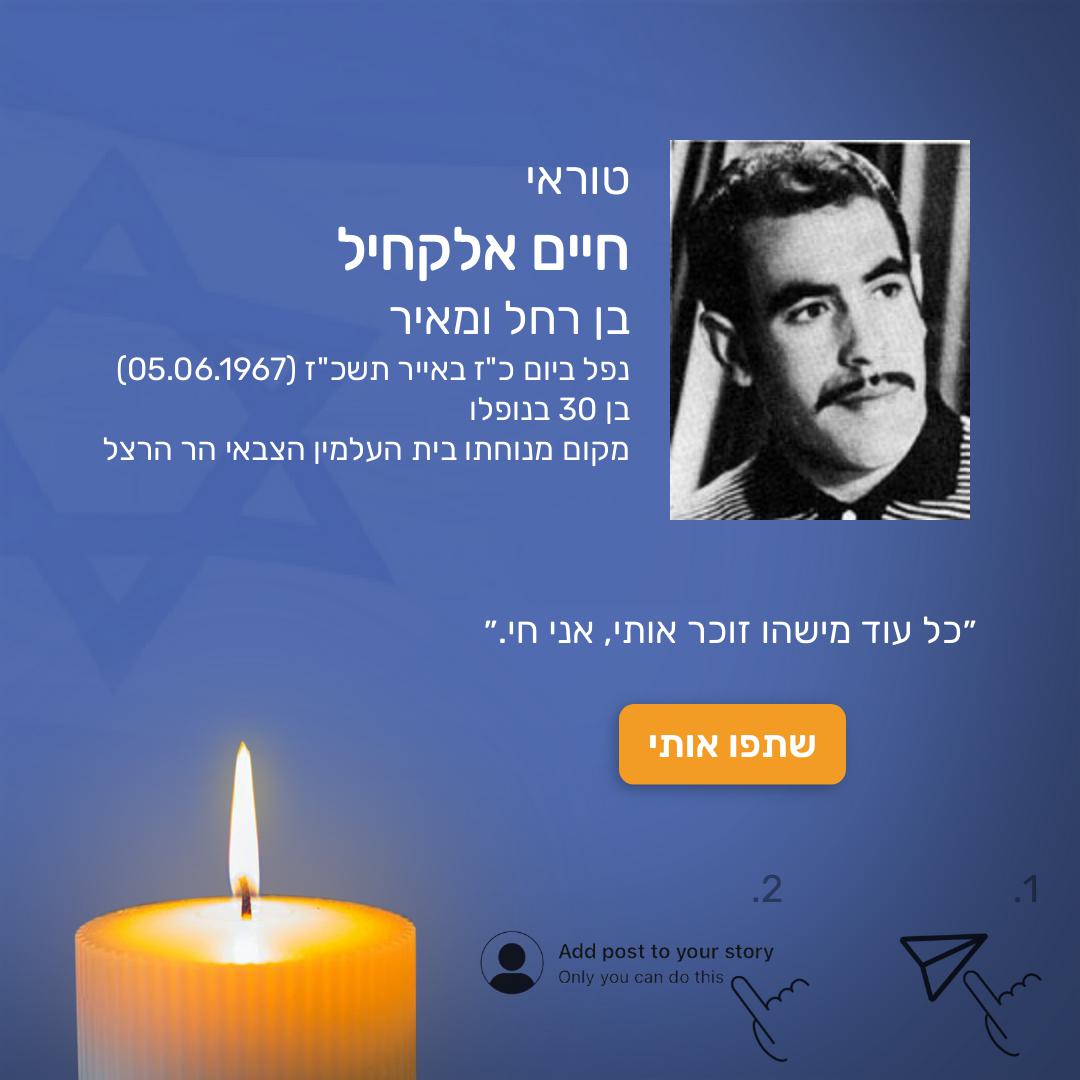 טוראי
חיים אלקחיל
בן רחל ומאיר
נפל ביום כ"ז באייר תשכ"ז (05.06.1967)
בן 30 בנופלו
מקום מנוחתו בית העלמין הצבאי הר הרצל
״כל עוד מישהו זוכר אותי, אני חי.״
שתפו אותי
1.
2.
Add post to your story
Only you can do this